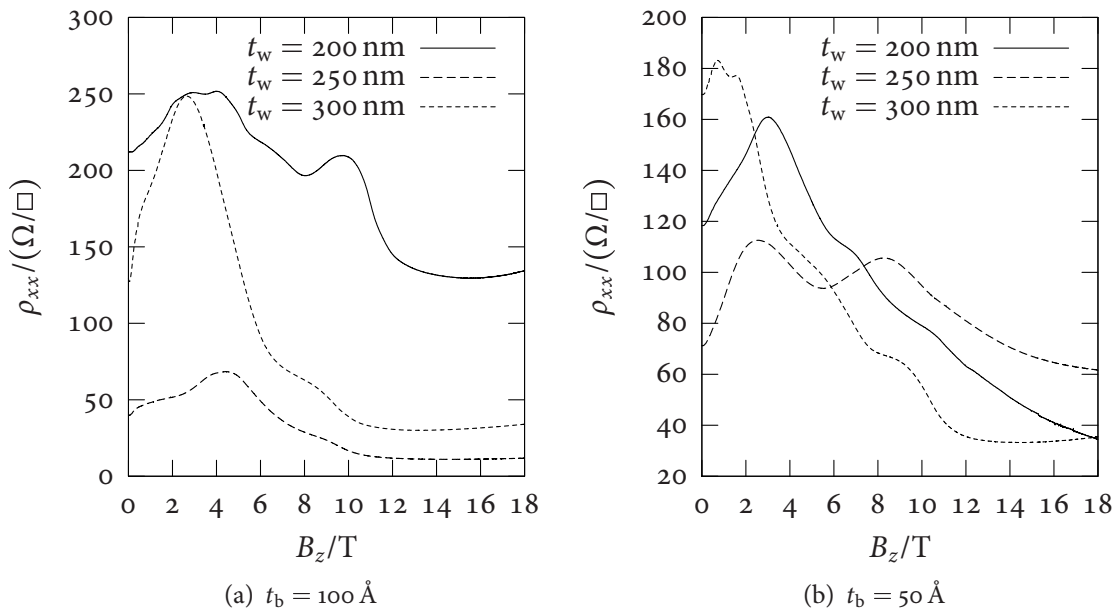 300
250
200
150
100
50
0
0 2 4 6 8 10 12 14 16 18
ρxx/(Ω/□)
Bz/T
tw = 200 nm
tw = 250 nm
tw = 300 nm
(a) tb = 100 Å
200
180
160
140
120
100
80
60
40
20
0 2 4 6 8 10 12 14 16 18
ρxx/(Ω/□)
Bz/T
tw = 200 nm
tw = 250 nm
tw = 300 nm
(b) tb = 50 Å